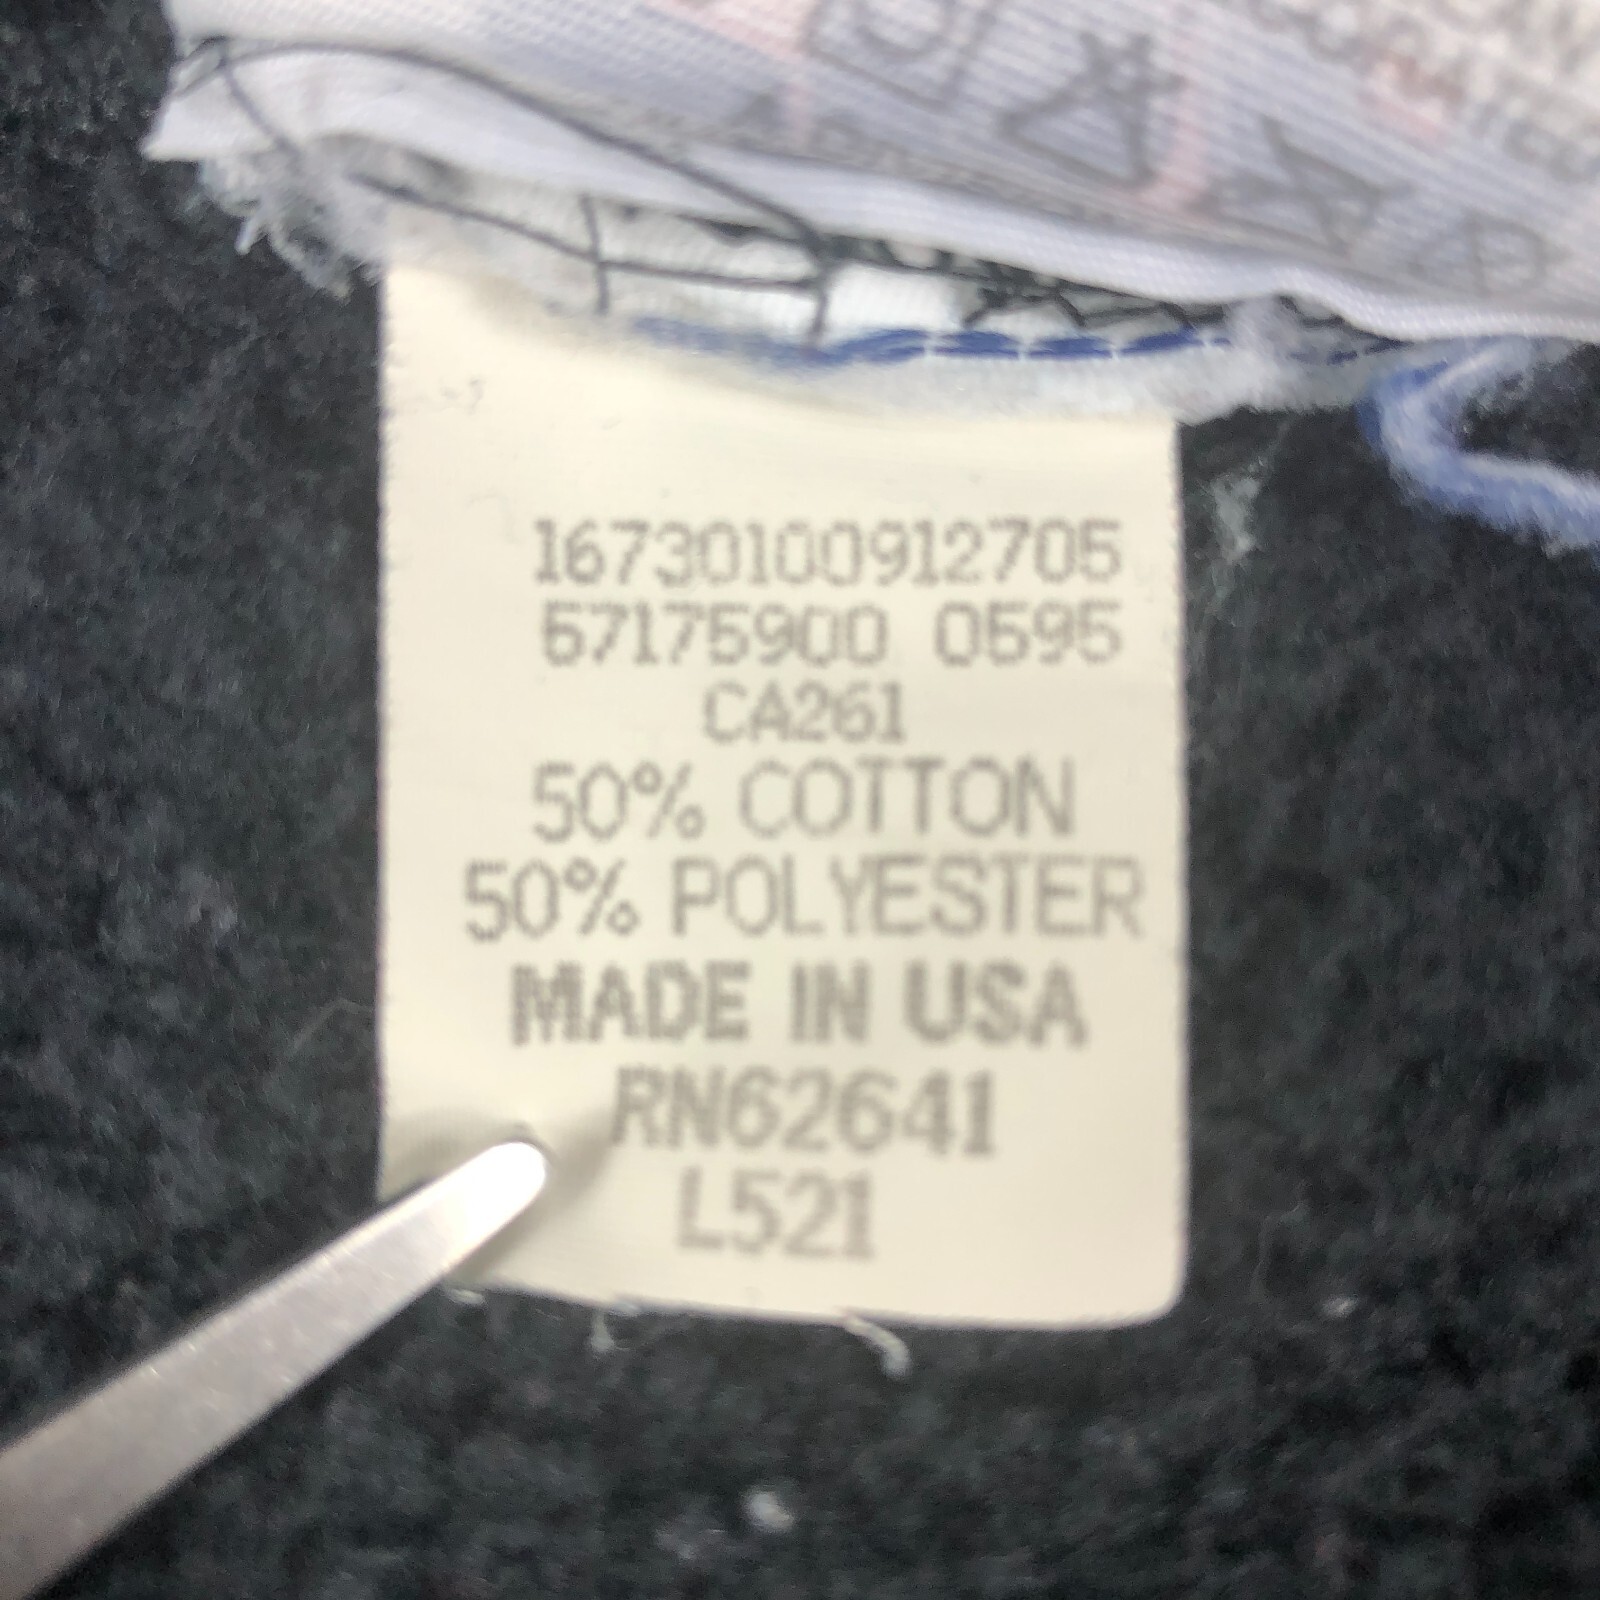 16730100912705
57175900 0595
CA261
50% COTTON
50% POLYESTER
MADE IN USA
RN62641
L521